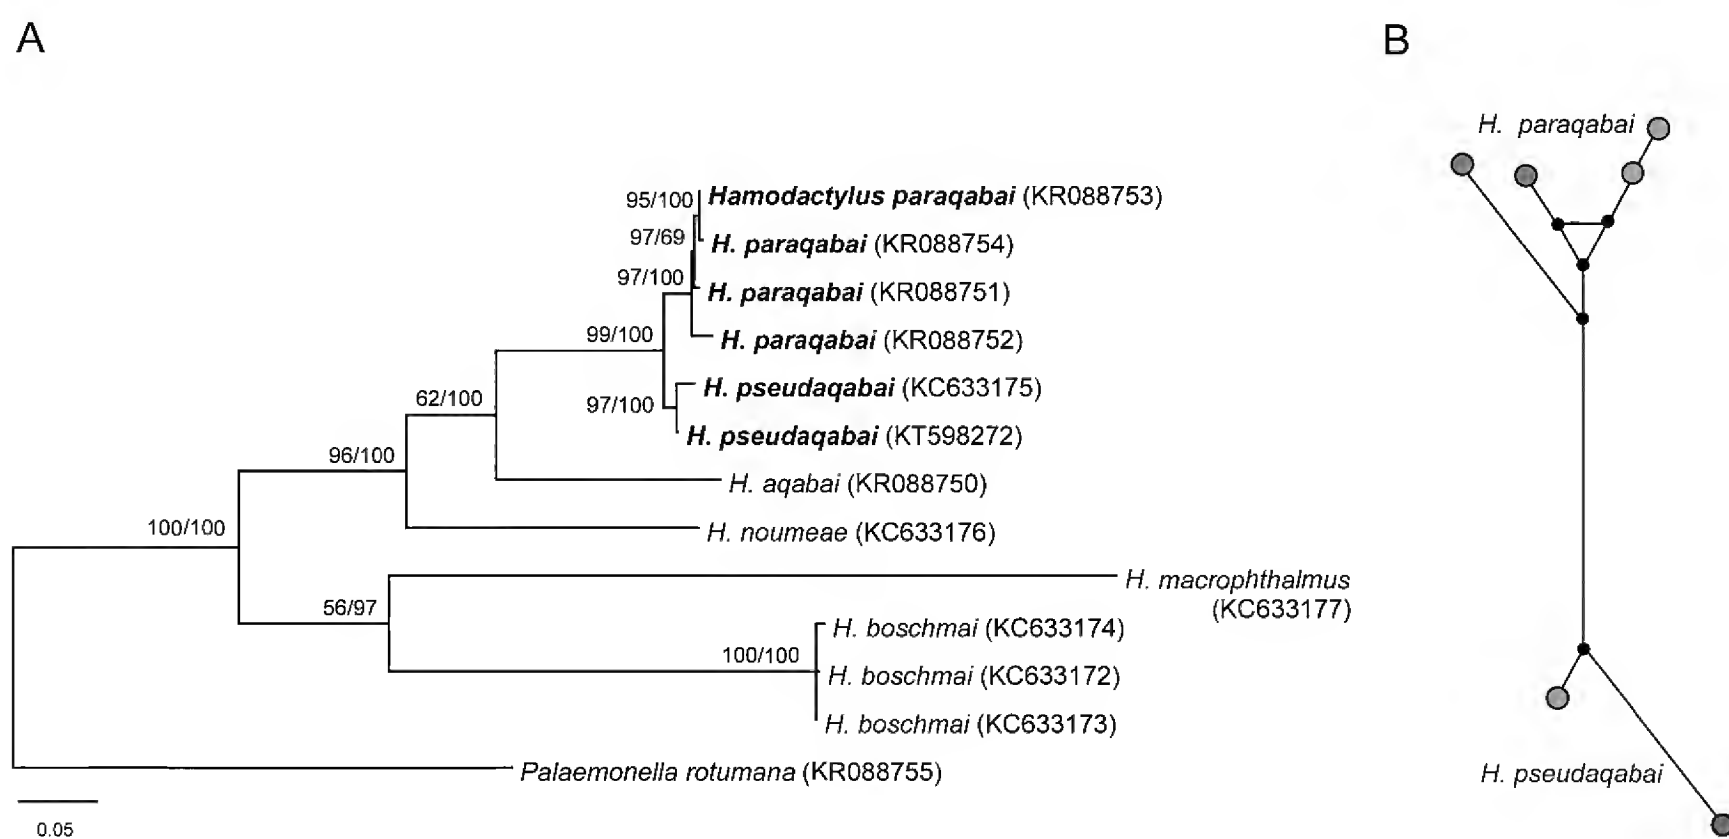 A
B
H. paraqabai
95/100
Hamodactylus paraqabai (KR088753)
97/69
H. paraqabai (KR088754)
97/100
H. paraqabai (KR088751)
99/100
H. paraqabai (KR088752)
H. pseudaqabai (KC633175)
62/100
97/100
H. pseudaqabai (KT598272)
96/100
H. aqabai (KR088750)
100/100
H. noumeae (KC633176)
H. macrophthalmus
(KC633177)
56/97
H. boschmai (KC633174)
100/100
H. boschmai (KC633172)
H. boschmai (KC633173)
Palaemonella rotumana (KR088755)
H. pseudaqabai
0.05